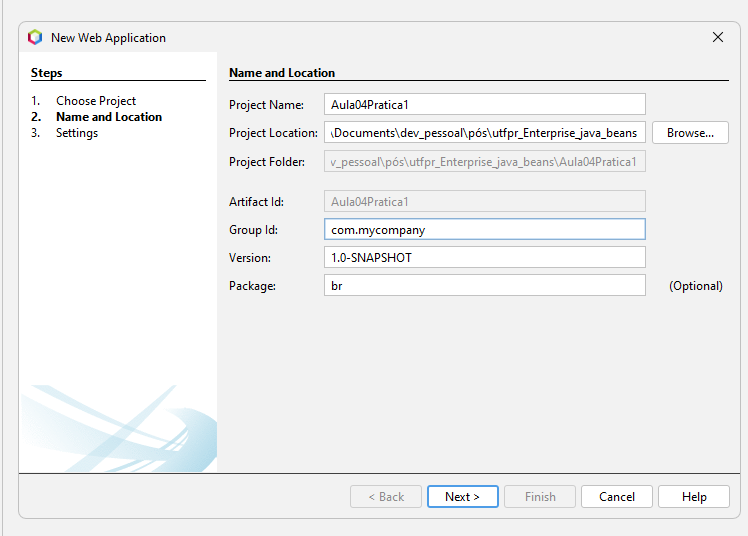 New Web Application
Steps
1. Choose Project
2. Name and Location
3. Settings
Name and Location
Project Name: Aula04Pratica1
Project Location: \Documents\dev_pessoal\pós\utfpr_Enterprise_java_beans Browse...
Project Folder: v_pessoal\pós\utfpr_Enterprise_java_beans\Aula04Pratica1
Artifact Id: Aula04Pratica1
Group Id: com.mycompany
Version: 1.0-SNAPSHOT
Package: br (Optional)
< Back Next > Finish Cancel Help